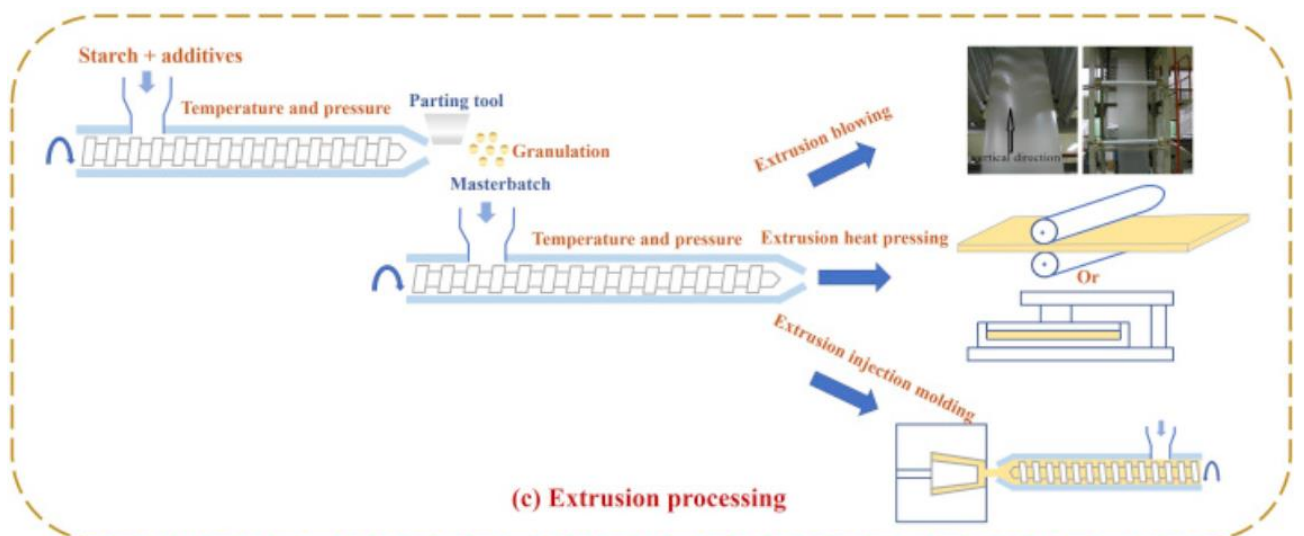 Starch + additives
Temperature and pressure
Parting tool
Granulation
Masterbatch
Temperature and pressure
Extrusion blowing
vertical direction
Extrusion heat pressing
Or
Extrusion injection molding
(c) Extrusion processing